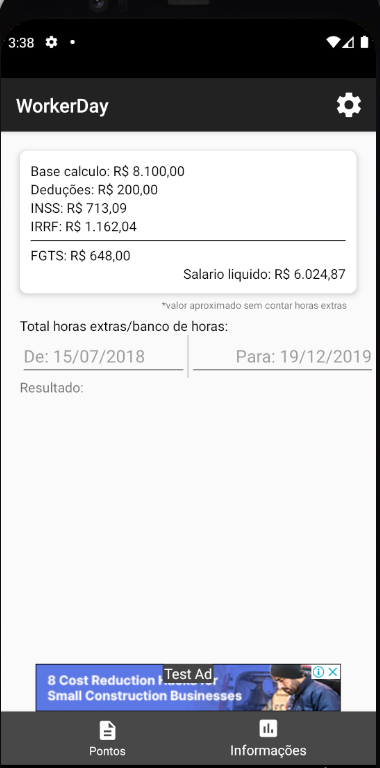 3:38
WorkerDay
Base calculo: R$ 8.100,00
Deduções: R$ 200,00
INSS: R$ 713,09
IRRF: R$ 1.162,04
FGTS: R$ 648,00
Salario liquido: R$ 6.024,87
*valor aproximado sem contar horas extras
Total horas extras/banco de horas:
De: 15/07/2018 Para: 19/12/2019
Resultado:
Test Ad
8 Cost Reduction Hacks for
Small Construction Businesses
Pontos Informações